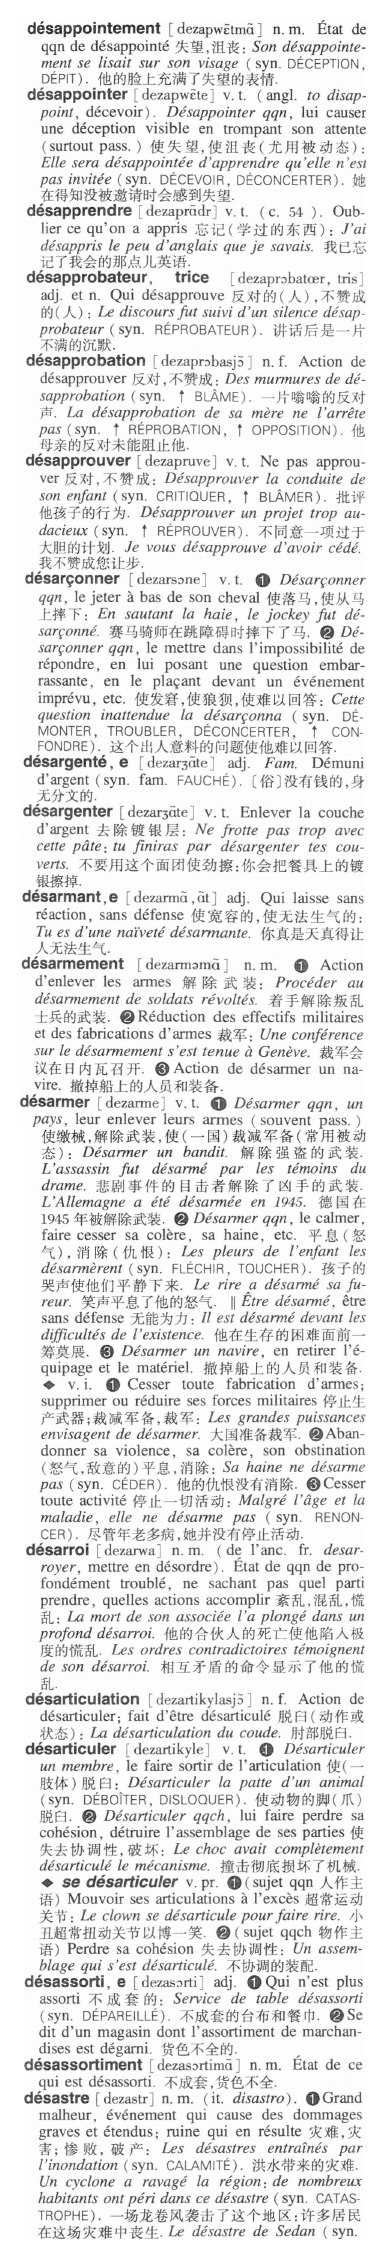 désappointement [dezapwɛ̃tmɑ̃] n. m. État de
qqn de désappointé 失望,沮丧: Son désappointe-
ment se lisait sur son visage (syn. DÉCEPTION,
DÉPIT). 他的脸上充满了失望的表情.
désappointer [dezapwɛ̃te] v. t. (angl. to disap-
point, décevoir). Désappointer qqn, lui causer
une déception visible en trompant son attente
(surtout pass.) 使失望,使沮丧(尤用被动态):
Elle sera désappointée d'apprendre qu'elle n'est
pas invitée (syn. DÉCEVOIR, DÉCONCERTER). 她
在得知没被邀请时会感到失望.
désapprendre [dezaprɑ̃dr] v. t. (c. 54 ). Oub-
lier ce qu'on a appris 忘记(学过的东西): J'ai
désappris le peu d'anglais que je savais. 我已忘
记了我会的那点儿英语.
désapprobateur, trice [dezaprɔbatœr, tris]
adj. et n. Qui désapprouve 反对的(人),不赞成
的(人): Le discours fut suivi d'un silence désap-
probateur (syn. RÉPROBATEUR). 讲话后是一片
不满的沉默.
désapprobation [dezaprɔbasjɔ̃] n. f. Action de
désapprouver 反对,不赞成: Des murmures de dé-
sapprobation (syn. ↑ BLÂME). 一片嗡嗡的反对
声. La désapprobation de sa mère ne l'arrête
pas (syn. ↑ RÉPROBATION, ↑ OPPOSITION). 他
母亲的反对未能阻止他.
désapprouver [dezapruve] v. t. Ne pas approu-
ver 反对,不赞成: Désapprouver la conduite de
son enfant (syn. CRITIQUER, ↑ BLÂMER). 批评
他孩子的行为. Désapprouver un projet trop au-
dacieux (syn. ↑ RÉPROUVER). 不同意一项过于
大胆的计划. Je vous désapprouve d'avoir cédé.
我不赞成您让步.
désarçonner [dezarsɔne] v. t. ❶ Désarçonner
qqn, le jeter à bas de son cheval 使落马,使从马
上摔下: En sautant la haie, le jockey fut dé-
sarçonné. 赛马骑师在跳障碍时摔下了马. ❷ Dé-
sarçonner qqn, le mettre dans l'impossibilité de
répondre, en lui posant une question embar-
rassante, en le plaçant devant un événement
imprévu, etc. 使发窘,使狼狈,使难以回答: Cette
question inattendue la désarçonna (syn. DÉ-
MONTER, TROUBLER, DÉCONCERTER, ↑ CON-
FONDRE). 这个出人意料的问题使他难以回答.
désargenté, e [dezarʒɑ̃te] adj. Fam. Démuni
d'argent (syn. fam. FAUCHÉ). [俗]没有钱的,身
无分文的.
désargenter [dezarʒɑ̃te] v. t. Enlever la couche
d'argent 去除镀银层: Ne frotte pas trop avec
cette pâte: tu finiras par désargenter tes cou-
verts. 不要用这个面团使劲擦:你会把餐具上的镀
银擦掉.
désarmant, e [dezarmɑ̃, ɑ̃t] adj. Qui laisse sans
réaction, sans défense 使宽容的,使无法生气的:
Tu es d'une naïveté désarmante. 你真是天真得让
人无法生气.
désarmement [dezarməmɑ̃] n. m. ❶ Action
d'enlever les armes 解除武装: Procéder au
désarmement de soldats révoltés. 着手解除叛乱
士兵的武装. ❷ Réduction des effectifs militaires
et des fabrications d'armes 裁军: Une conférence
sur le désarmement s'est tenue à Genève. 裁军会
议在日内瓦召开. ❸ Action de désarmer un na-
vire. 撤掉船上的人员和装备.
désarmer [dezarme] v. t. ❶ Désarmer qqn, un
pays, leur enlever leurs armes (souvent pass.)
使缴械,解除武装,使(一国)裁减军备(常用被动
态): Désarmer un bandit. 解除强盗的武装.
L'assassin fut désarmé par les témoins du
drame. 悲剧事件的目击者解除了凶手的武装.
L'Allemagne a été désarmée en 1945. 德国在
1945 年被解除武装. ❷ Désarmer qqn, le calmer,
faire cesser sa colère, sa haine, etc. 平息(怒
气),消除(仇恨): Les pleurs de l'enfant les
désarmèrent (syn. FLÉCHIR, TOUCHER). 孩子的
哭声使他们平静下来. Le rire a désarmé sa fu-
reur. 笑声平息了他的怒气. ‖ Être désarmé, être
sans défense 无能为力: Il est désarmé devant les
difficultés de l'existence. 他在生存的困难面前一
筹莫展. ❸ Désarmer un navire, en retirer l'é-
quipage et le matériel. 撤掉船上的人员和装备.
◆ v. i. ❶ Cesser toute fabrication d'armes;
supprimer ou réduire ses forces militaires 停止生
产武器;裁减军备,裁军: Les grandes puissances
envisagent de désarmer. 大国准备裁军. ❷ Aban-
donner sa violence, sa colère, son obstination
(怒气,敌意的)平息,消除: Sa haine ne désarme
pas (syn. CÉDER). 他的仇恨没有消除. ❸ Cesser
toute activité 停止一切活动: Malgré l'âge et la
maladie, elle ne désarme pas (syn. RENON-
CER). 尽管年老多病,她并没有停止活动.
désarroi [dezarwa] n. m. (de l'anc. fr. desar-
royer, mettre en désordre). État de qqn de pro-
fondément troublé, ne sachant pas quel parti
prendre, quelles actions accomplir 紊乱,混乱,慌
乱: La mort de son associée l'a plongé dans un
profond désarroi. 他的合伙人的死亡使他陷入极
度的慌乱. Les ordres contradictoires témoignent
de son désarroi. 相互矛盾的命令显示了他的慌
乱.
désarticulation [dezartikylasjɔ̃] n. f. Action de
désarticuler; fait d'être désarticulé 脱臼(动作或
状态): La désarticulation du coude. 肘部脱臼.
désarticuler [dezartikyle] v. t. ❶ Désarticuler
un membre, le faire sortir de l'articulation 使(一
肢体)脱臼: Désarticuler la patte d'un animal
(syn. DÉBOÎTER, DISLOQUER). 使动物的脚(爪)
脱臼. ❷ Désarticuler qqch, lui faire perdre sa
cohésion, détruire l'assemblage de ses parties 使
失去协调性,破坏: Le choc avait complètement
désarticulé le mécanisme. 撞击彻底损坏了机械.
◆ se désarticuler v. pr. ❶ (sujet qqn 人作主
语) Mouvoir ses articulations à l'excès 超常运动
关节: Le clown se désarticule pour faire rire. 小
丑超常扭动关节以博一笑. ❷ (sujet qqch 物作主
语) Perdre sa cohésion 失去协调性: Un assem-
blage qui s'est désarticulé. 不协调的装配.
désassorti, e [dezasɔrti] adj. ❶ Qui n'est plus
assorti 不成套的: Service de table désassorti
(syn. DÉPAREILLÉ). 不成套的台布和餐巾. ❷ Se
dit d'un magasin dont l'assortiment de marchan-
dises est dégarni. 货色不全的.
désassortiment [dezasɔrtimɑ̃] n. m. État de ce
qui est désassorti. 不成套,货色不全.
désastre [dezastr] n. m. (it. disastro). ❶ Grand
malheur, événement qui cause des dommages
graves et étendus; ruine qui en résulte 灾难,灾
害; 惨败, 破产: Les désastres entraînés par
l'inondation (syn. CALAMITÉ). 洪水带来的灾难.
Un cyclone a ravagé la région: de nombreux
habitants ont péri dans ce désastre (syn. CATAS-
TROPHE). 一场龙卷风袭击了这个地区:许多居民
在这场灾难中丧生. Le désastre de Sedan (syn.